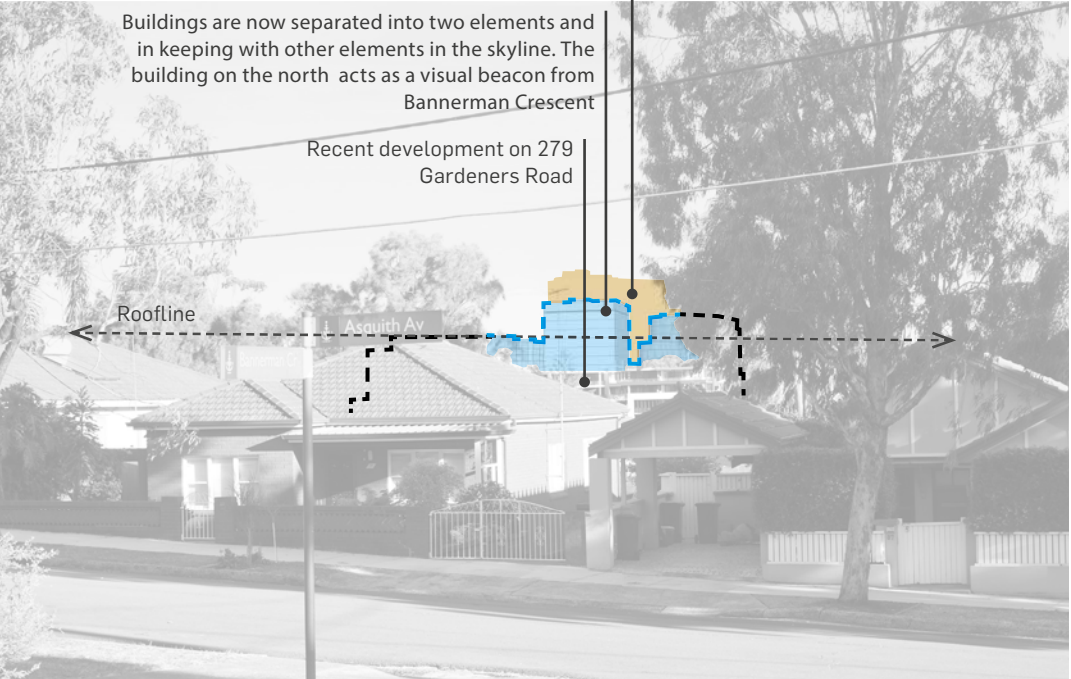 Buildings are now separated into two elements and
in keeping with other elements in the skyline. The
building on the north acts as a visual beacon from
Bannerman Crescent
Recent development on 279
Gardeners Road
Roofline
Asquith Av